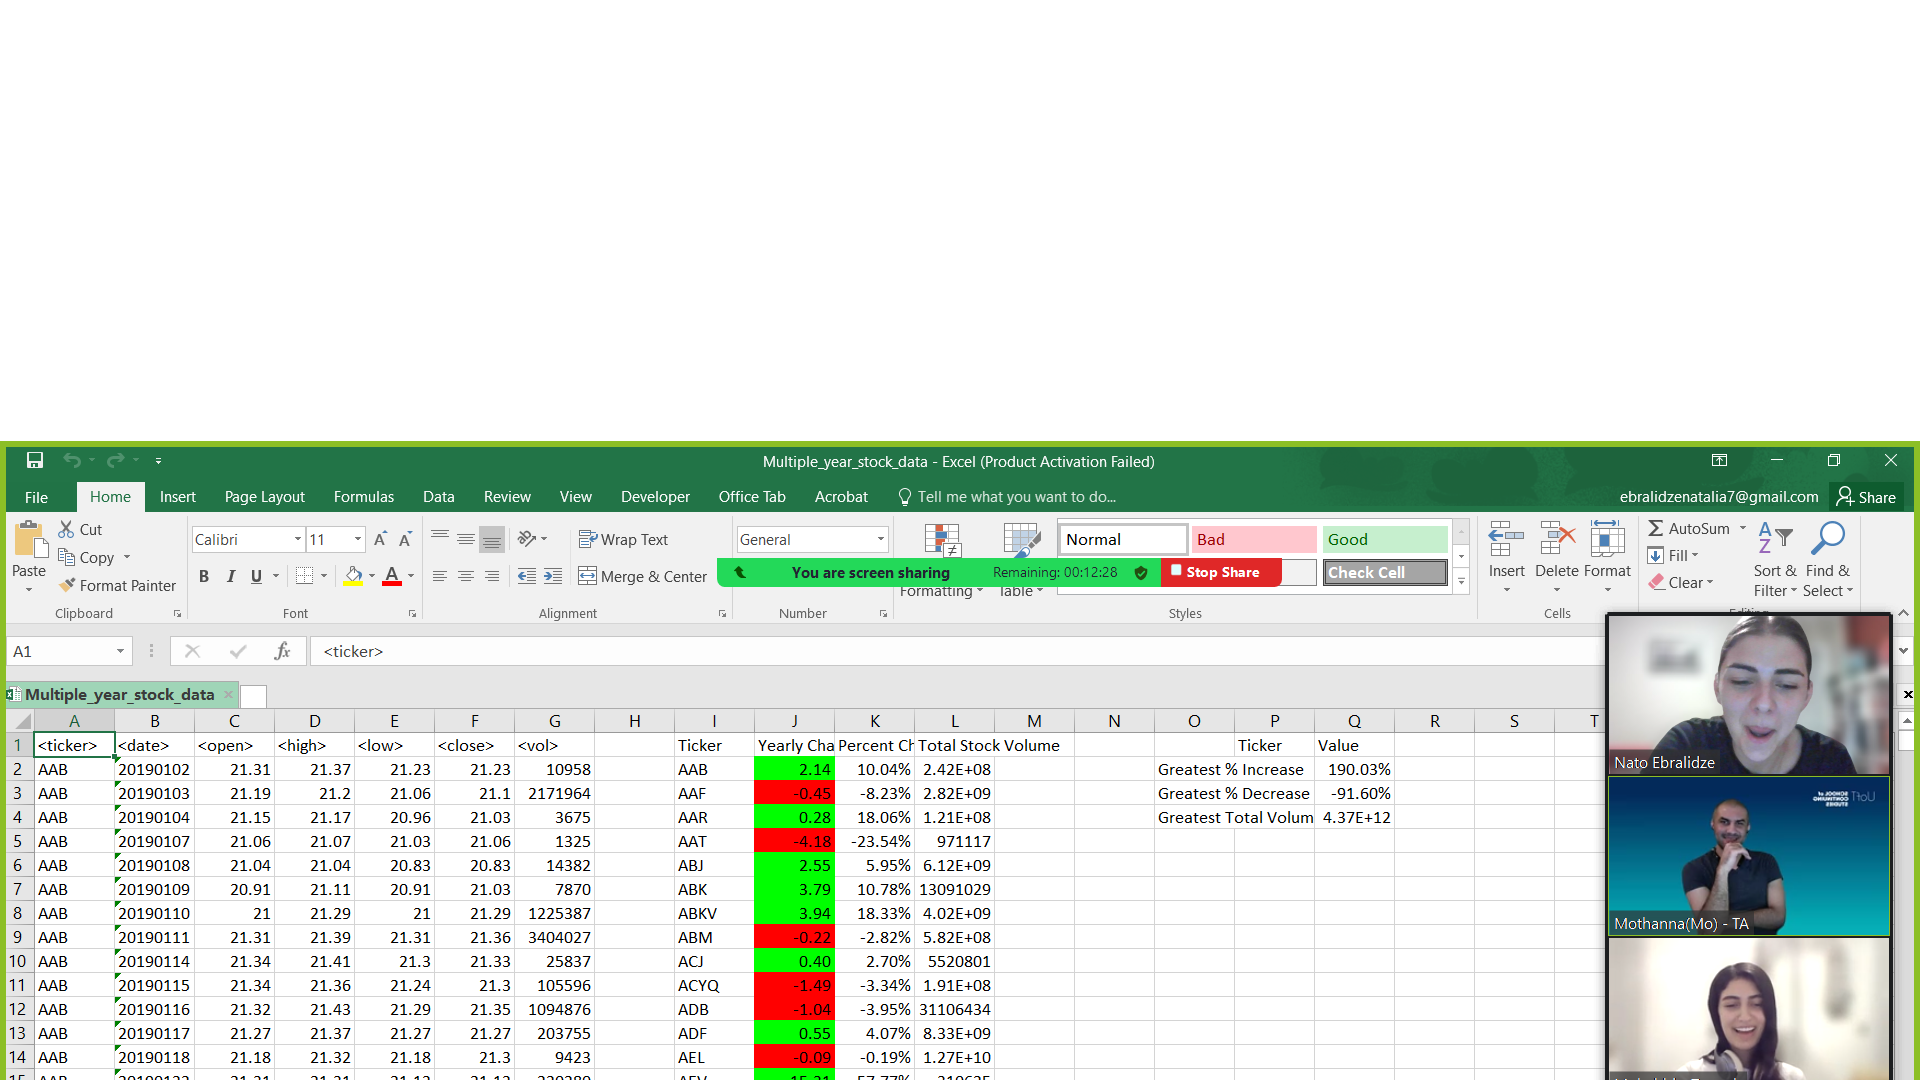 Multiple_year_stock_data - Excel (Product Activation Failed)
File Home Insert Page Layout Formulas Data Review View Developer Office Tab Acrobat Tell me what you want to do... ebralidzenatalia7@gmail.com Share
Paste Cut Copy Format Painter Clipboard
Calibri 11 B I U Font
Wrap Text Merge & Center Alignment
General Number
Formatting Table
Normal Bad Good Check Cell Styles
You are screen sharing Remaining: 00:12:28 Stop Share
Insert Delete Format Cells
AutoSum Fill Clear Sort & Filter Find & Select
A1 fx <ticker>
Multiple_year_stock_data
A B C D E F G H I J K L M N O P Q R S T
1 <ticker> <date> <open> <high> <low> <close> <vol> Ticker Yearly Cha Percent Ch Total Stock Volume Ticker Value
2 AAB 20190102 21.31 21.37 21.23 21.23 10958 AAB 2.14 10.04% 2.42E+08 Greatest % Increase 190.03%
3 AAB 20190103 21.19 21.2 21.06 21.1 2171964 AAF -0.45 -8.23% 2.82E+09 Greatest % Decrease -91.60%
4 AAB 20190104 21.15 21.17 20.96 21.03 3675 AAR 0.28 18.06% 1.21E+08 Greatest Total Volum 4.37E+12
5 AAB 20190107 21.06 21.07 21.03 21.06 1325 AAT -4.18 -23.54% 971117
6 AAB 20190108 21.04 21.04 20.83 20.83 14382 ABJ 2.55 5.95% 6.12E+09
7 AAB 20190109 20.91 21.11 20.91 21.03 7870 ABK 3.79 10.78% 13091029
8 AAB 20190110 21 21.29 21 21.29 1225387 ABKV 3.94 18.33% 4.02E+09
9 AAB 20190111 21.31 21.39 21.31 21.36 3404027 ABM -0.22 -2.82% 5.82E+08
10 AAB 20190114 21.34 21.41 21.3 21.33 25837 ACJ 0.40 2.70% 5520801
11 AAB 20190115 21.34 21.36 21.24 21.3 105596 ACYQ -1.49 -3.34% 1.91E+08
12 AAB 20190116 21.32 21.43 21.29 21.35 1094876 ADB -1.04 -3.95% 31106434
13 AAB 20190117 21.27 21.37 21.27 21.27 203755 ADF 0.55 4.07% 8.33E+09
14 AAB 20190118 21.18 21.32 21.18 21.3 9423 AEL -0.09 -0.19% 1.27E+10
Nato Ebralidze
UofT SCHOOL of CONTINUING STUDIES
Mothanna(Mo) - TA